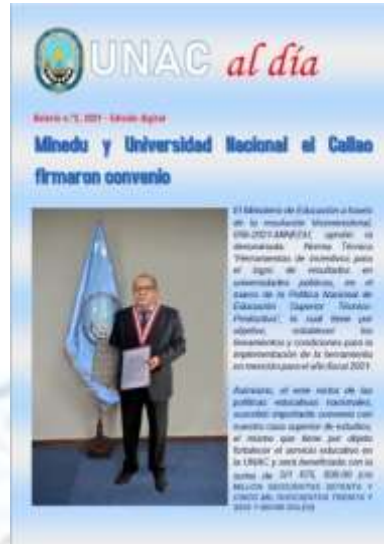 UNAC al día
Boletín n.°5, 2021 - Edición digital
Minedu y Universidad Nacional el Callao
firmaron convenio
El Ministerio de Educación a través
de la resolución Viceministerial,
aprobó la
denominada Norma Técnica
"Herramientas de incentivos para
el logro de resultados en
universidades públicas, en el
marco de la Política Nacional de
Educación Superior Técnico-
Productiva", la cual tiene por
objetivo, establecer los
lineamientos y condiciones para la
implementación de la herramienta
en mención para el año fiscal 2021.
el ente rector de las
políticas educativas nacionales,
suscribió importante convenio con
nuestra casa superior de estudios,
el mismo que tiene por objeto
fortalecer el servicio educativo en
la UNAC y será beneficiada con la
suma de